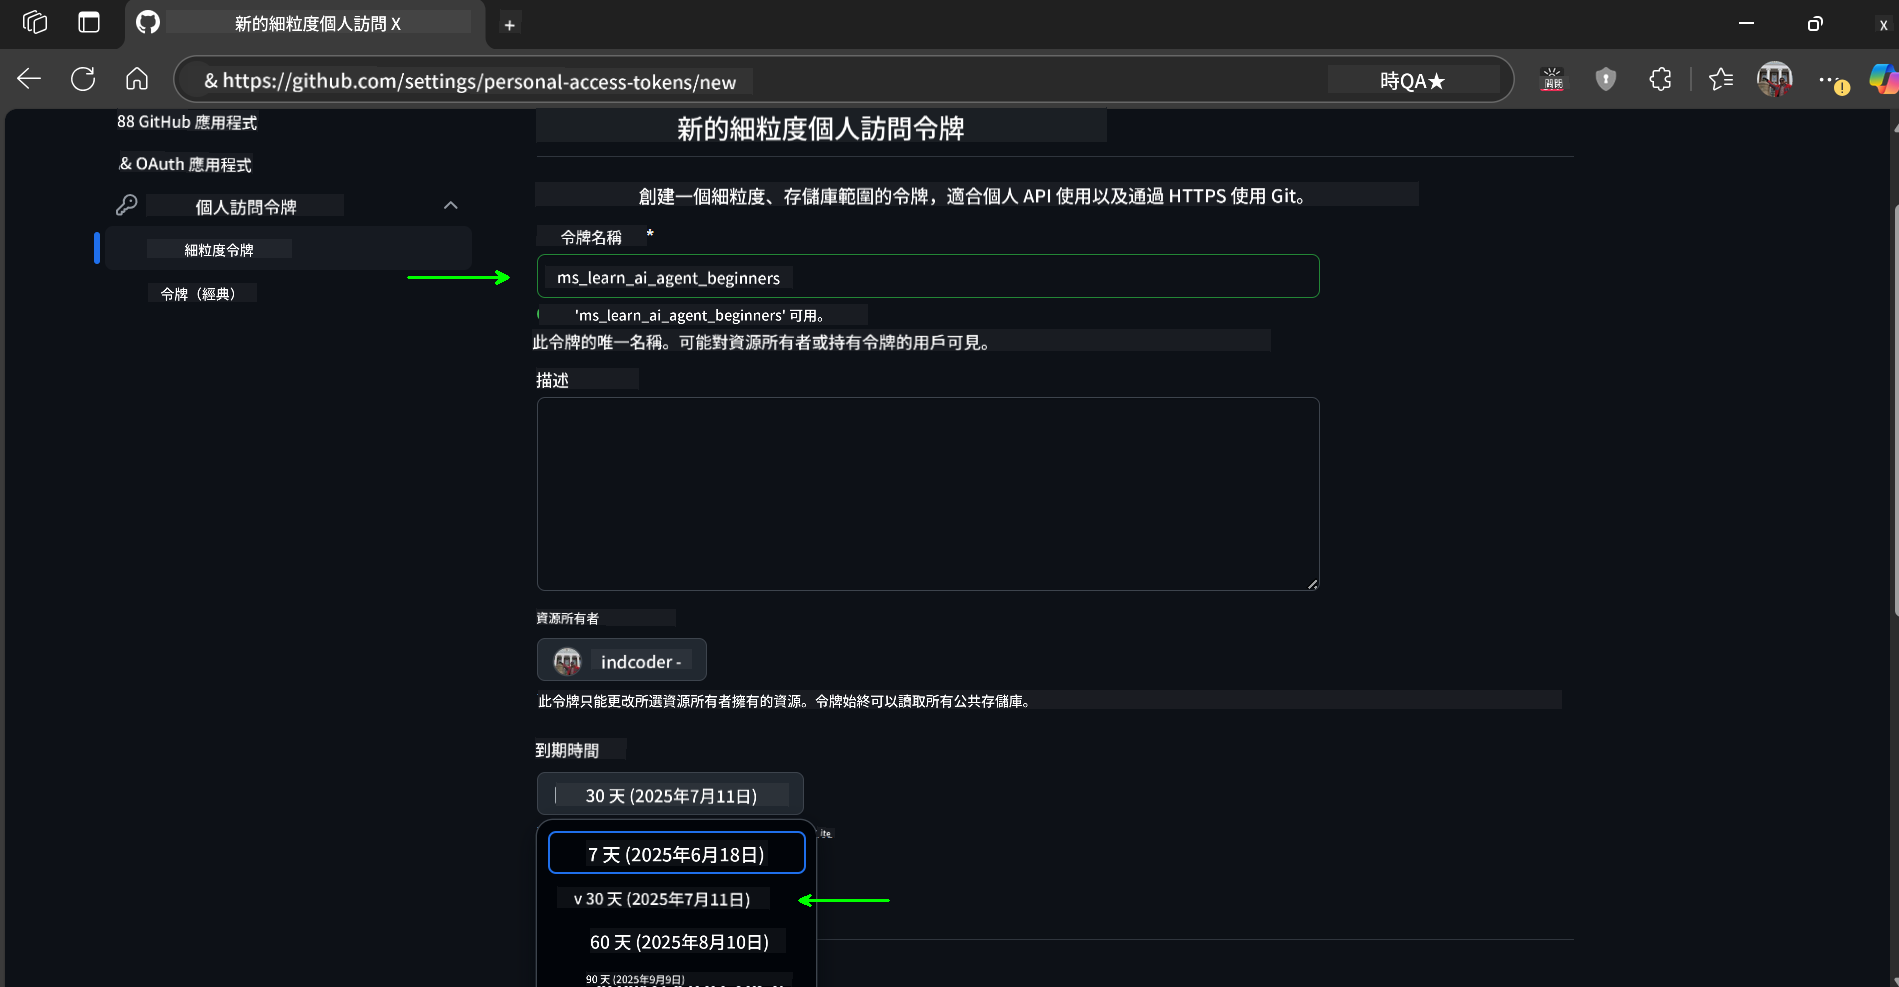 新的細粒度個人訪問 X
+
x
& https://github.com/settings/personal-access-tokens/new
時QA★
88 GitHub 應用程式
& OAuth 應用程式
個人訪問令牌
細粒度令牌
令牌（經典）
新的細粒度個人訪問令牌
創建一個細粒度、存儲庫範圍的令牌，適合個人 API 使用以及通過 HTTPS 使用 Git。
令牌名稱 *
ms_learn_ai_agent_beginners
'ms_learn_ai_agent_beginners' 可用。
此令牌的唯一名稱。可能對資源所有者或持有令牌的用戶可見。
描述
資源所有者
indcoder -
此令牌只能更改所選資源所有者擁有的資源。令牌始終可以讀取所有公共存儲庫。
到期時間
30 天 (2025年7月11日)
7 天 (2025年6月18日)
v 30 天 (2025年7月11日)
60 天 (2025年8月10日)
90 天 (2025年9月9日)